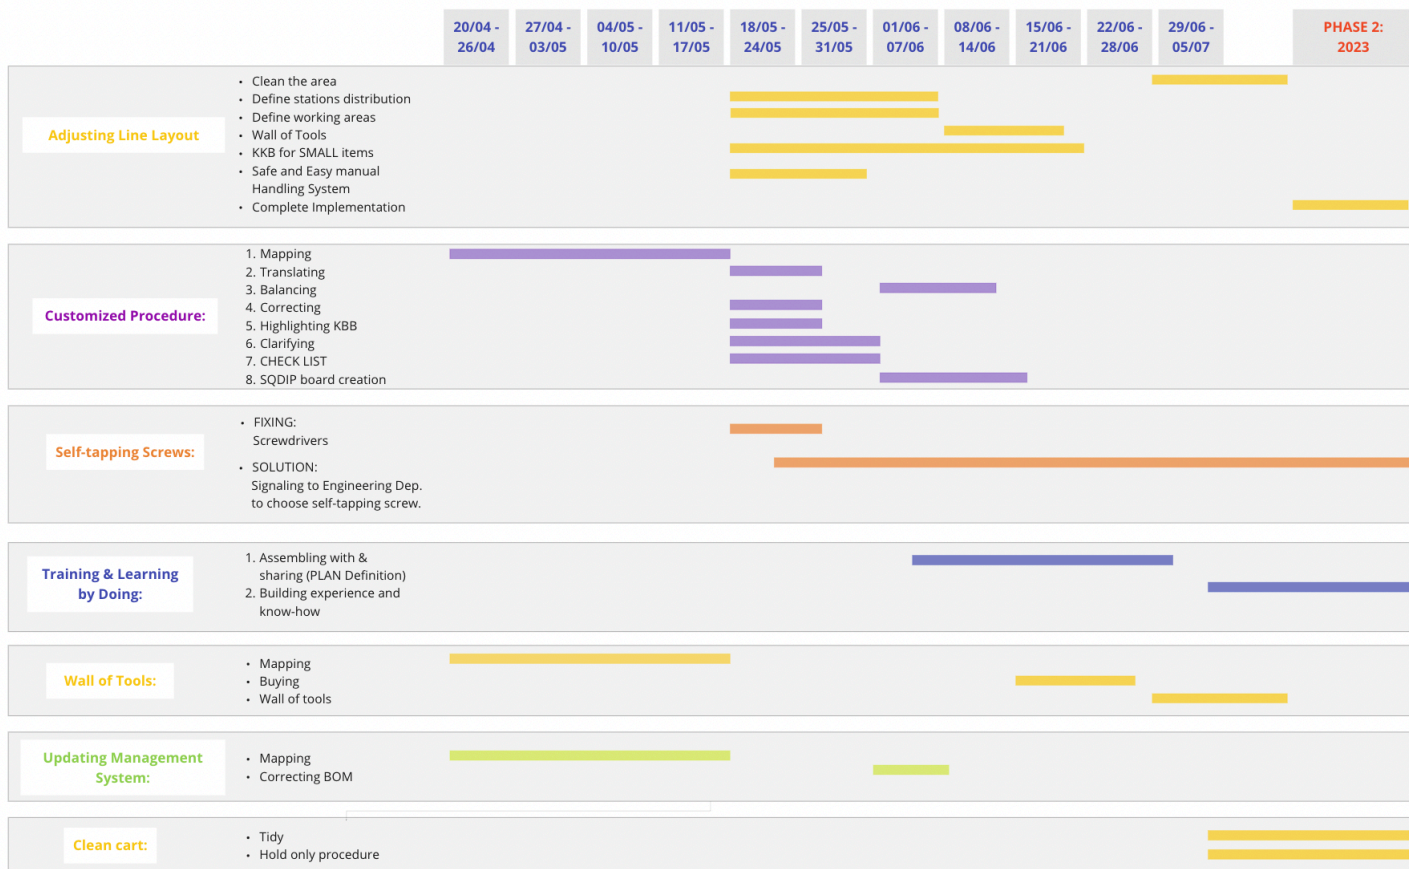 20/04 - 27/04 - 04/05 - 11/05 - 18/05 - 25/05 - 01/06 - 08/06 - 15/06 - 22/06 - 29/06 - PHASE 2:
26/04 03/05 10/05 17/05 24/05 31/05 07/06 14/06 21/06 28/06 05/07 2023
Adjusting Line Layout
• Clean the area
• Define stations distribution
• Define working areas
• Wall of Tools
• KKB for SMALL items
• Safe and Easy manual
Handling System
• Complete Implementation
Customized Procedure:
1. Mapping
2. Translating
3. Balancing
4. Correcting
5. Highlighting KBB
6. Clarifying
7. CHECK LIST
8. SQDIP board creation
Self-tapping Screws:
• FIXING:
Screwdrivers
• SOLUTION:
Signaling to Engineering Dep.
to choose self-tapping screw.
Training & Learning
by Doing:
1. Assembling with &
sharing (PLAN Definition)
2. Building experience and
know-how
Wall of Tools:
• Mapping
• Buying
• Wall of tools
Updating Management
System:
• Mapping
• Correcting BOM
Clean cart:
• Tidy
• Hold only procedure